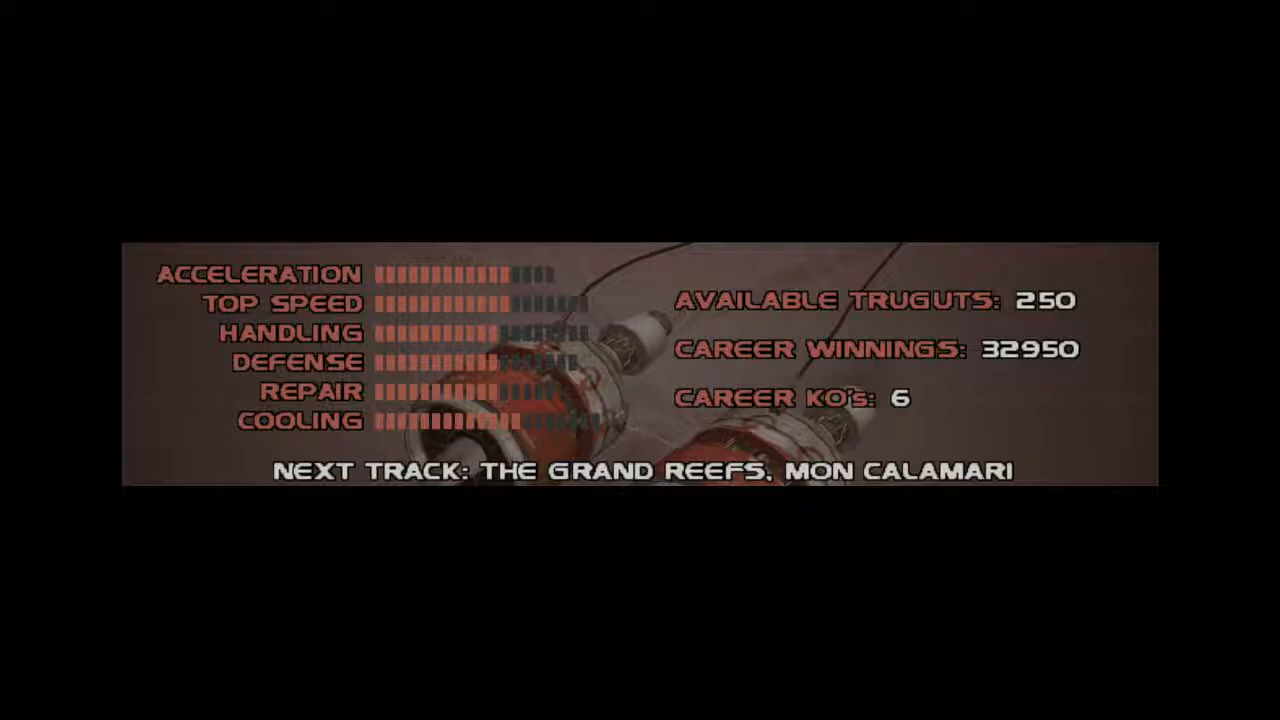 ACCELERATION
TOP SPEED
HANDLING
DEFENSE
REPAIR
COOLING
AVAILABLE TRUGUTS: 250
CAREER WINNINGS: 32950
CAREER KO's: 6
NEXT TRACK: THE GRAND REEFS, MON CALAMARI